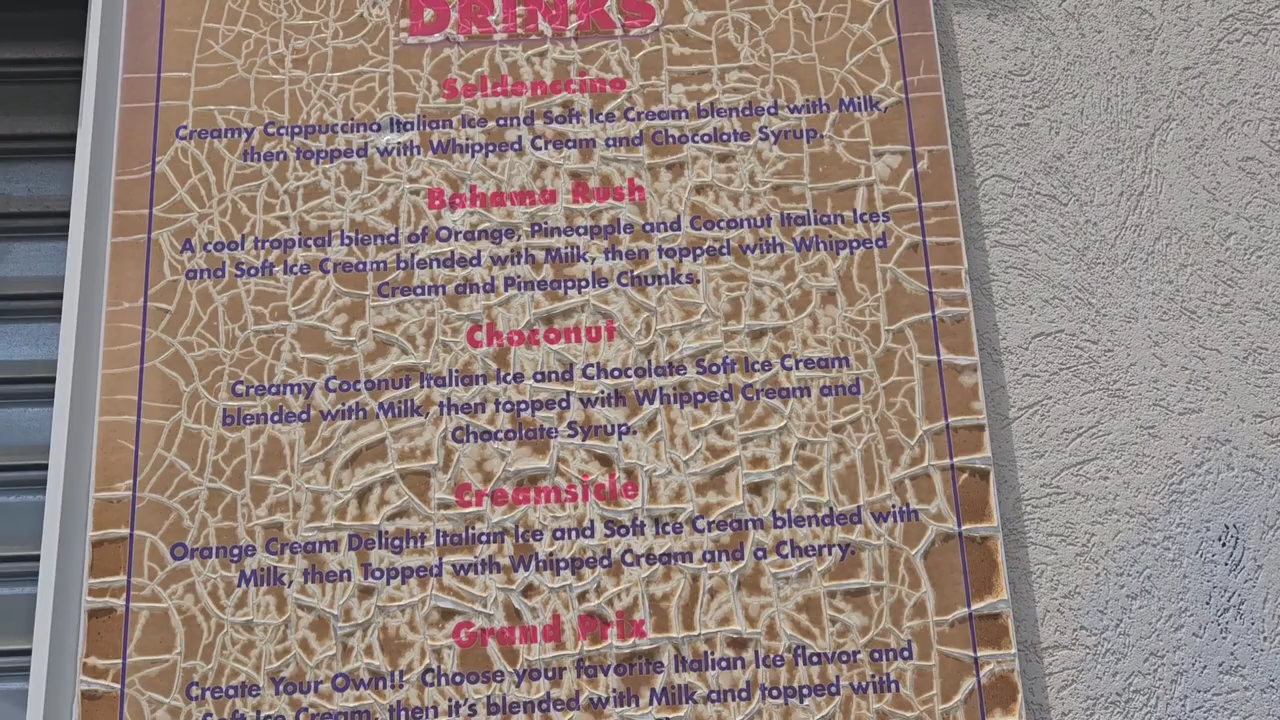 DRINKS
Seldenccino
Creamy Cappuccino Italian Ice and Soft Ice Cream blended with Milk,
then topped with Whipped Cream and Chocolate Syrup..
Bahama Rush
A cool tropical blend of Orange, Pineapple and Coconut Italian Ices
and Soft Ice Cream blended with Milk, then topped with Whipped
Cream and Pineapple Chunks.
Choconut
Creamy Coconut Italian Ice and Chocolate Soft Ice Cream
blended with Milk, then topped with Whipped Cream and
Chocolate Syrup.
Creamsicle
Orange Cream Delight Italian Ice and Soft Ice Cream blended with
Milk, then Topped with Whipped Cream and a Cherry.
Grand Prix
Create Your Own!! Choose your favorite Italian Ice flavor and
Soft Ice Cream, then it's blended with Milk and topped with